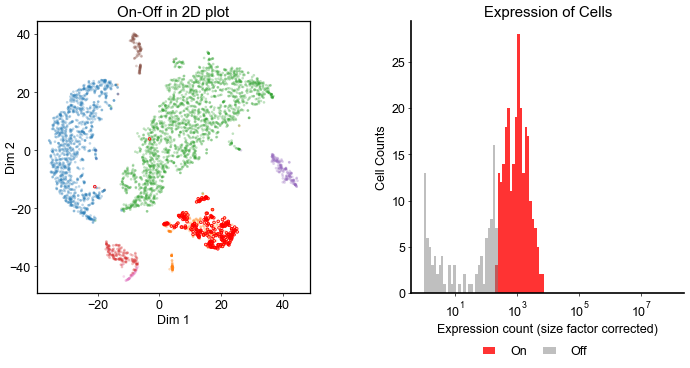 On-Off in 2D plot
Dim 2
40
20
0
−20
−40
−20
0
20
40
Dim 1
Expression of Cells
Cell Counts
25
20
15
10
5
0
10^1
10^3
10^5
10^7
Expression count (size factor corrected)
On
Off